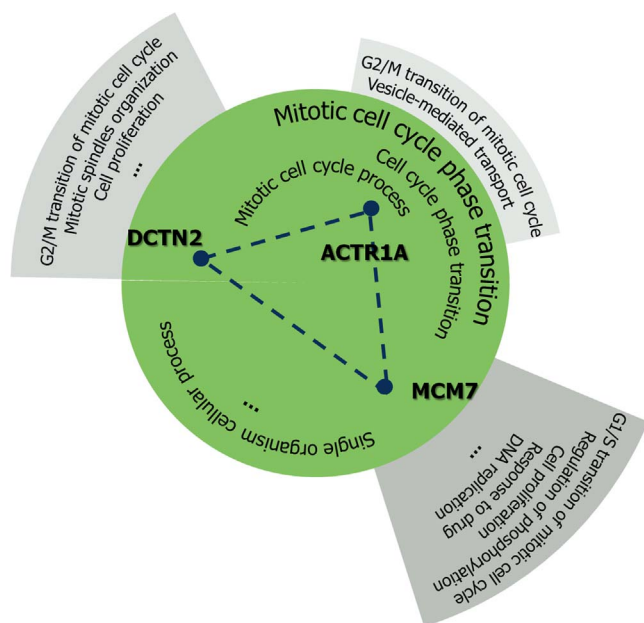 G2/M transition of mitotic cell cycle
Mitotic spindles organization
Cell proliferation
...
G2/M transition of mitotic cell cycle
Vesicle-mediated transport
Mitotic cell cycle phase transition
Cell cycle phase transition
Mitotic cell cycle process
DCTN2
ACTR1A
MCM7
...
Single organism cellular process
G1/S transition of mitotic cell cycle
Regulation of phosphorylation
Cell proliferation
Response to drug
DNA replication
...